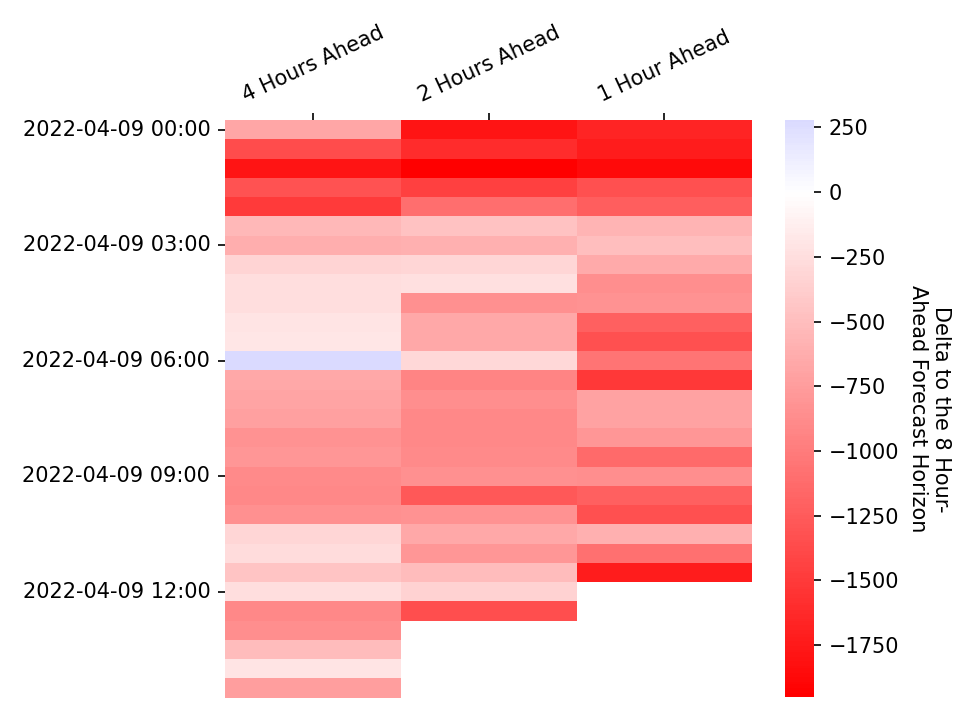 4 Hours Ahead
2 Hours Ahead
1 Hour Ahead
2022-04-09 00:00
2022-04-09 03:00
2022-04-09 06:00
2022-04-09 09:00
2022-04-09 12:00
250
0
−250
−500
−750
−1000
−1250
−1500
−1750
Delta to the 8 Hour-
Ahead Forecast Horizon